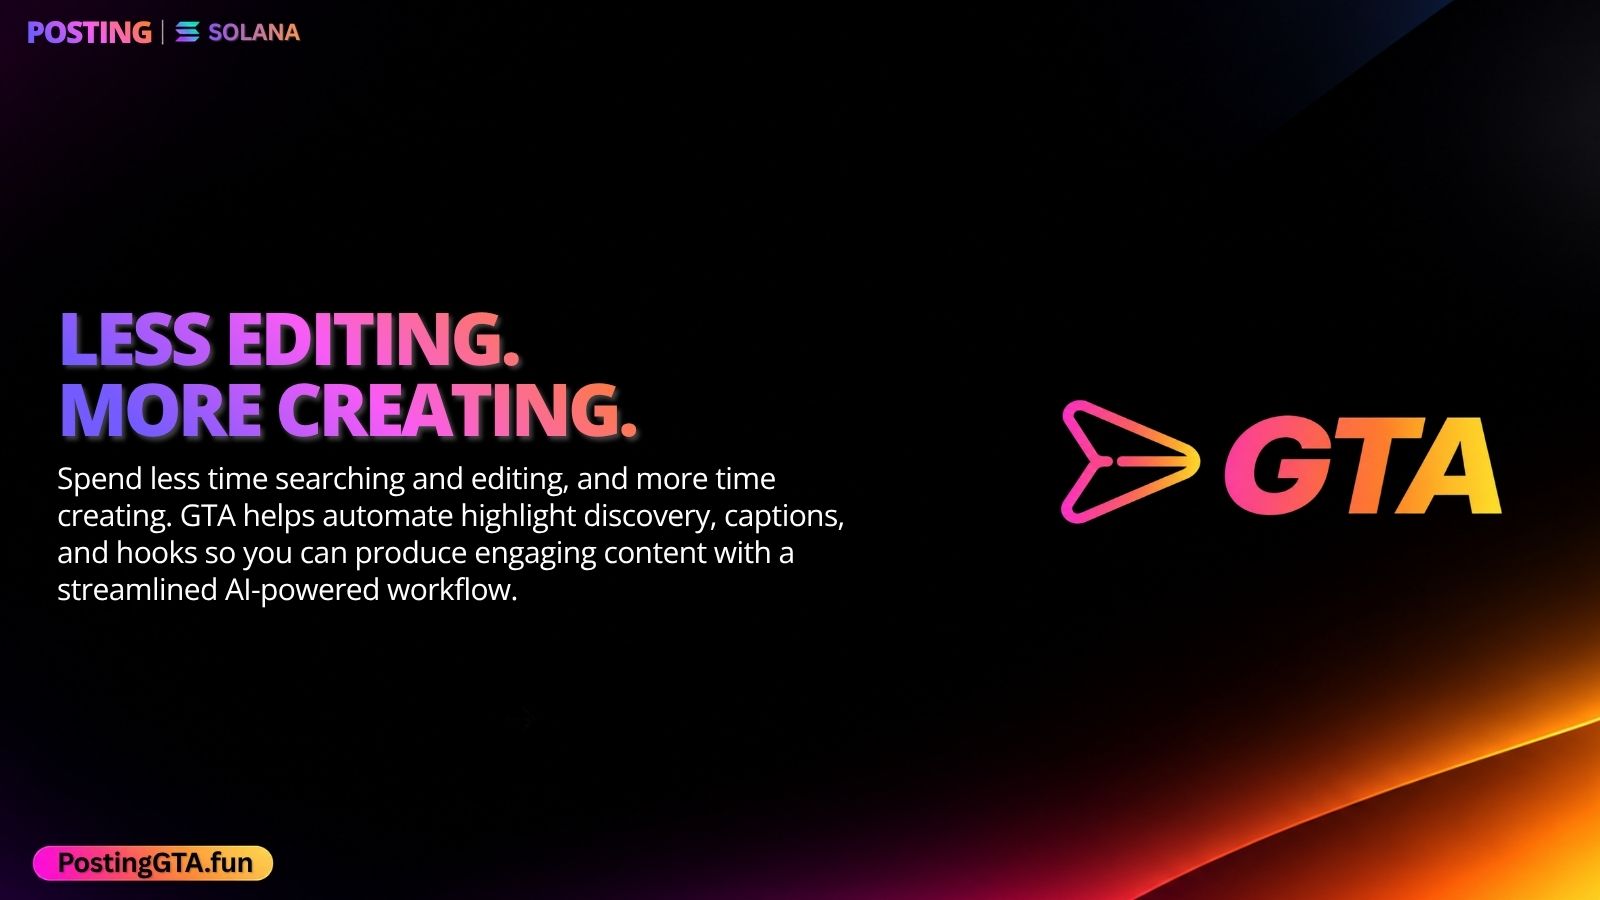 POSTING | SOLANA
LESS EDITING.
MORE CREATING.
Spend less time searching and editing, and more time
creating. GTA helps automate highlight discovery, captions,
and hooks so you can produce engaging content with a
streamlined AI-powered workflow.
GTA
PostingGTA.fun